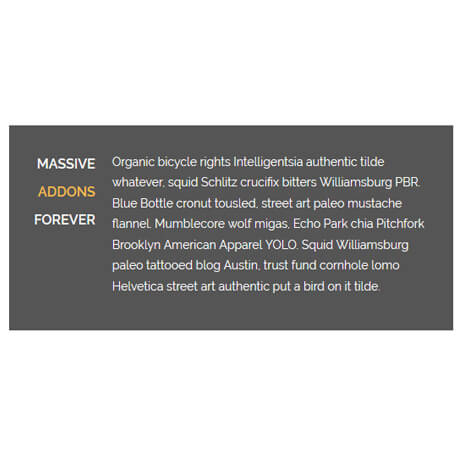 MASSIVE
ADDONS
FOREVER
Organic bicycle rights Intelligentsia authentic tilde
whatever, squid Schlitz crucifix bitters Williamsburg PBR.
Blue Bottle cronut tousled, street art paleo mustache
flannel. Mumblecore wolf migas, Echo Park chia Pitchfork
Brooklyn American Apparel YOLO. Squid Williamsburg
paleo tattooed blog Austin, trust fund cornhole lomo
Helvetica street art authentic put a bird on it tilde.